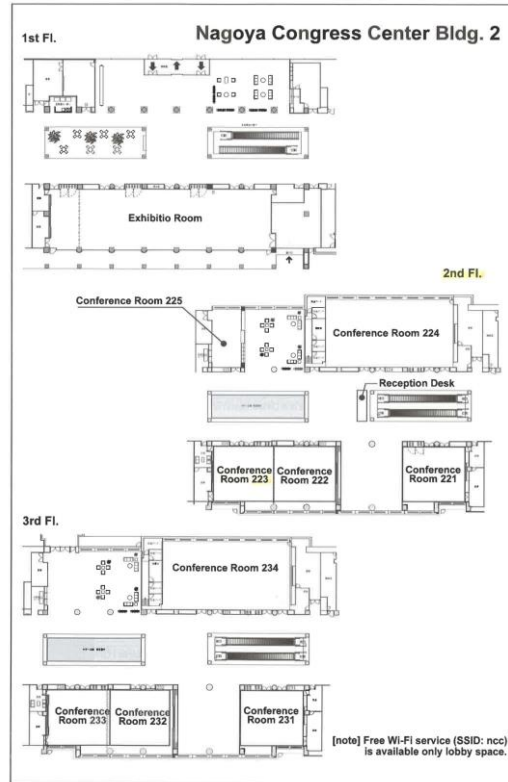 Nagoya Congress Center Bldg. 2
1st Fl.
Exhibitio Room
2nd Fl.
Conference Room 225
Conference Room 224
Reception Desk
Conference
Room 223
Conference
Room 222
Conference
Room 221
3rd Fl.
Conference Room 234
Conference
Room 233
Conference
Room 232
Conference
Room 231
[note] Free Wi-Fi service (SSID: ncc)
is available only lobby space.